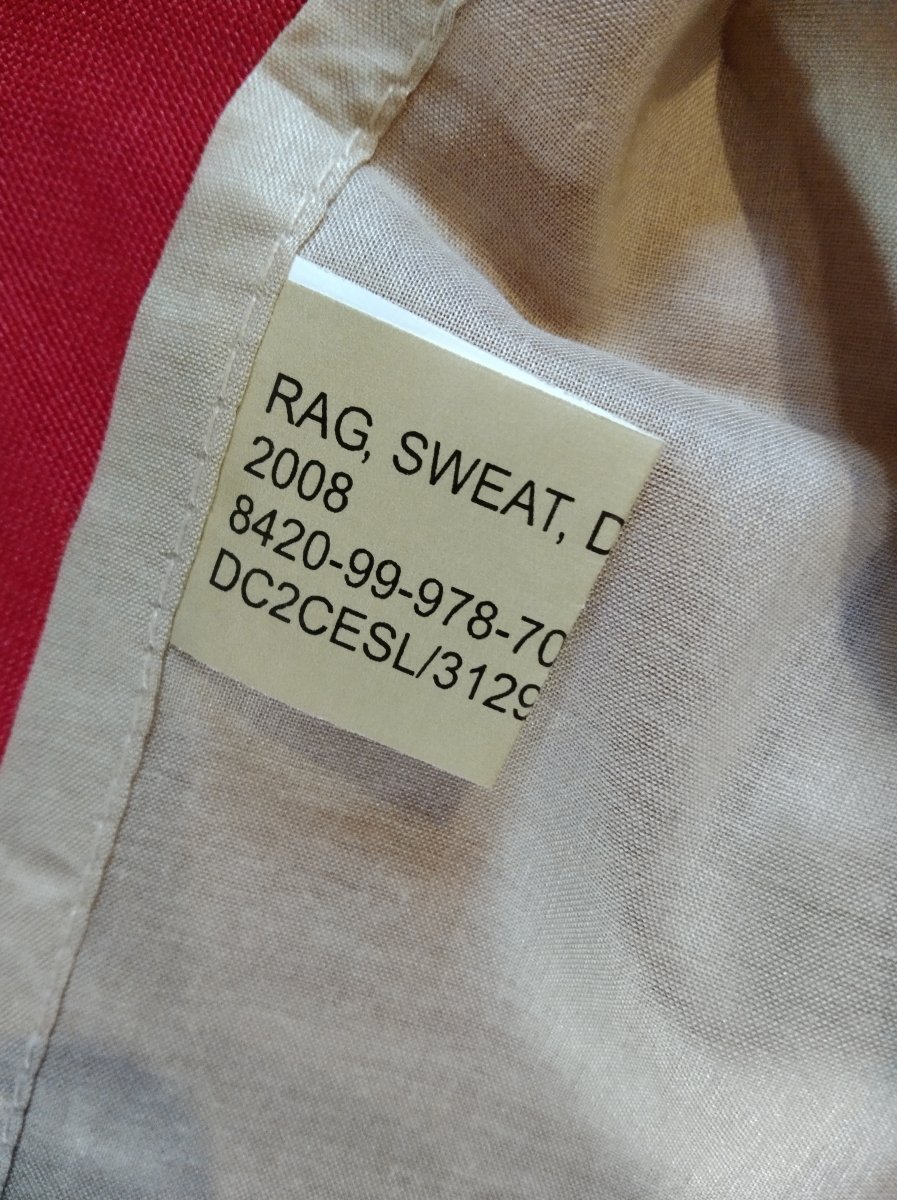 RAG, SWEAT, D
2008
8420-99-978-70
DC2CESL/3129